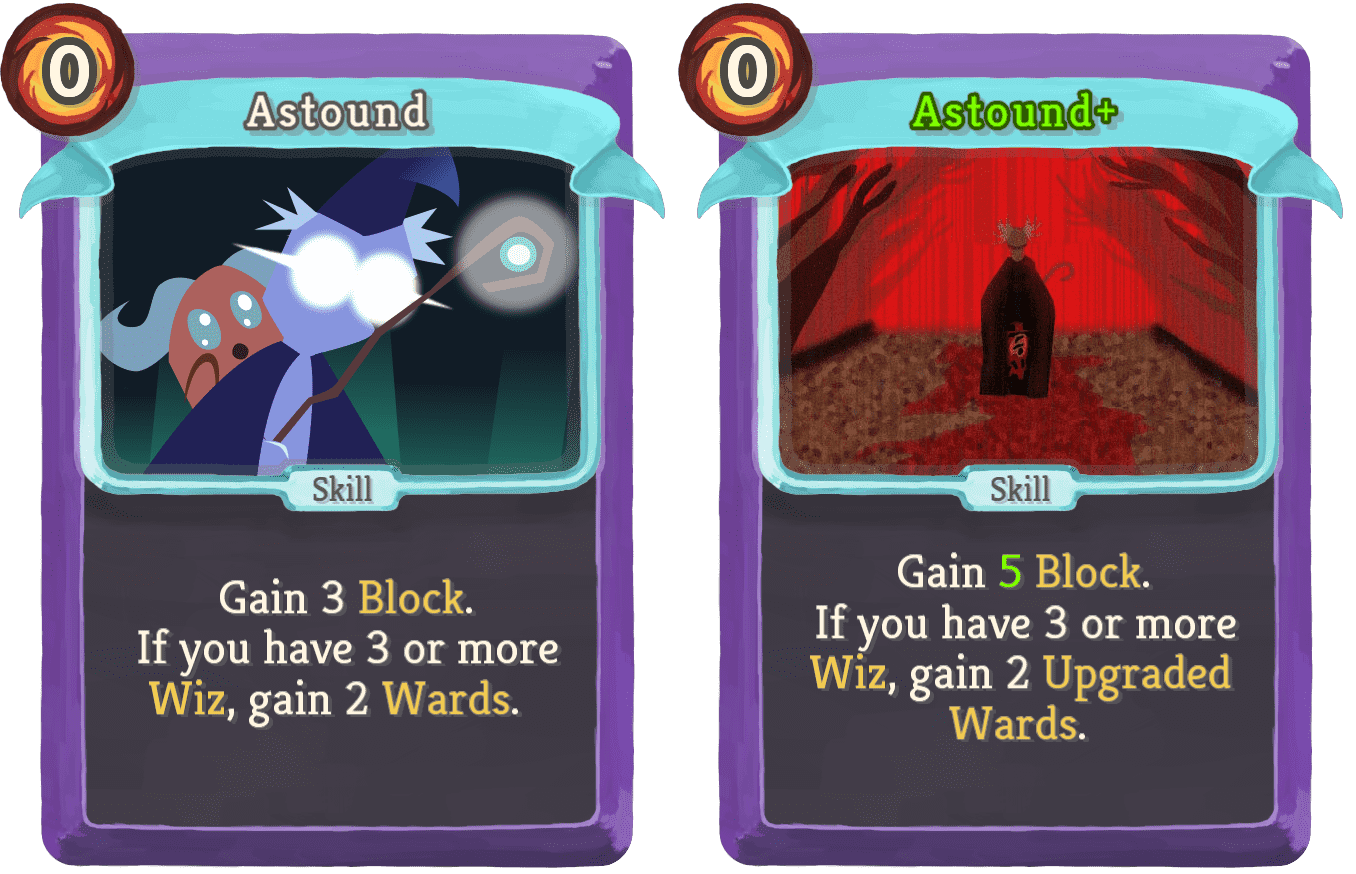 0
Astound
Skill
Gain 3 Block.
If you have 3 or more
Wiz, gain 2 Wards.
0
Astound+
Skill
Gain 5 Block.
If you have 3 or more
Wiz, gain 2 Upgraded
Wards.